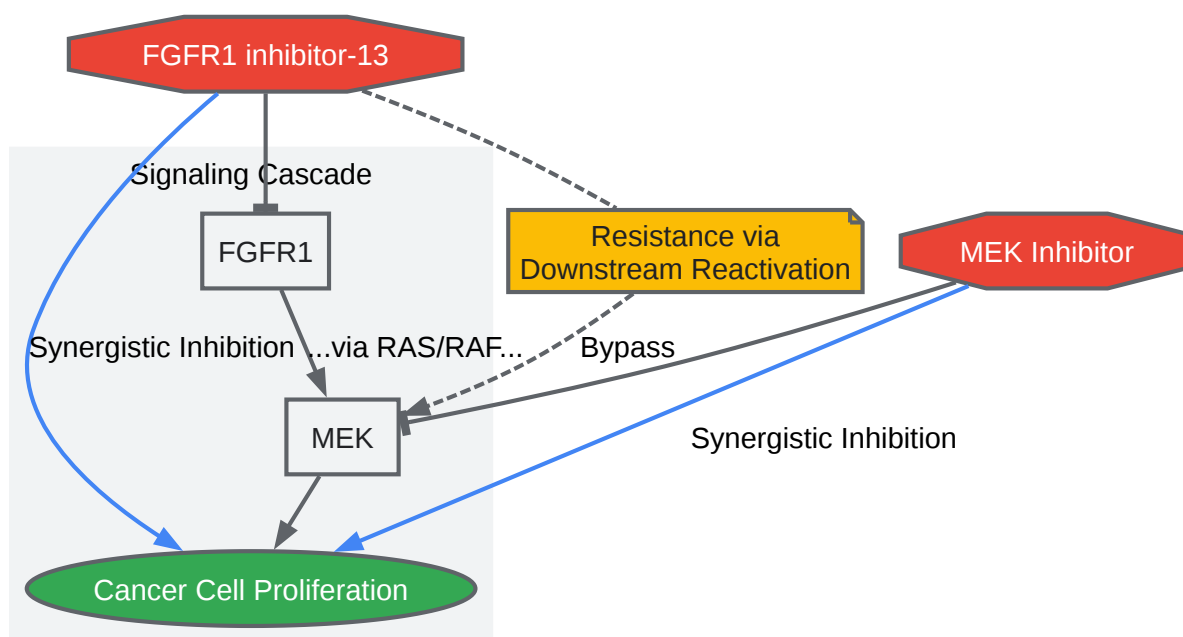 FGFR1 inhibitor-13
Signaling Cascade
FGFR1
Resistance via
Downstream Reactivation
MEK Inhibitor
Synergistic Inhibition
...via RAS/RAF...
Bypass
MEK
Synergistic Inhibition
Cancer Cell Proliferation